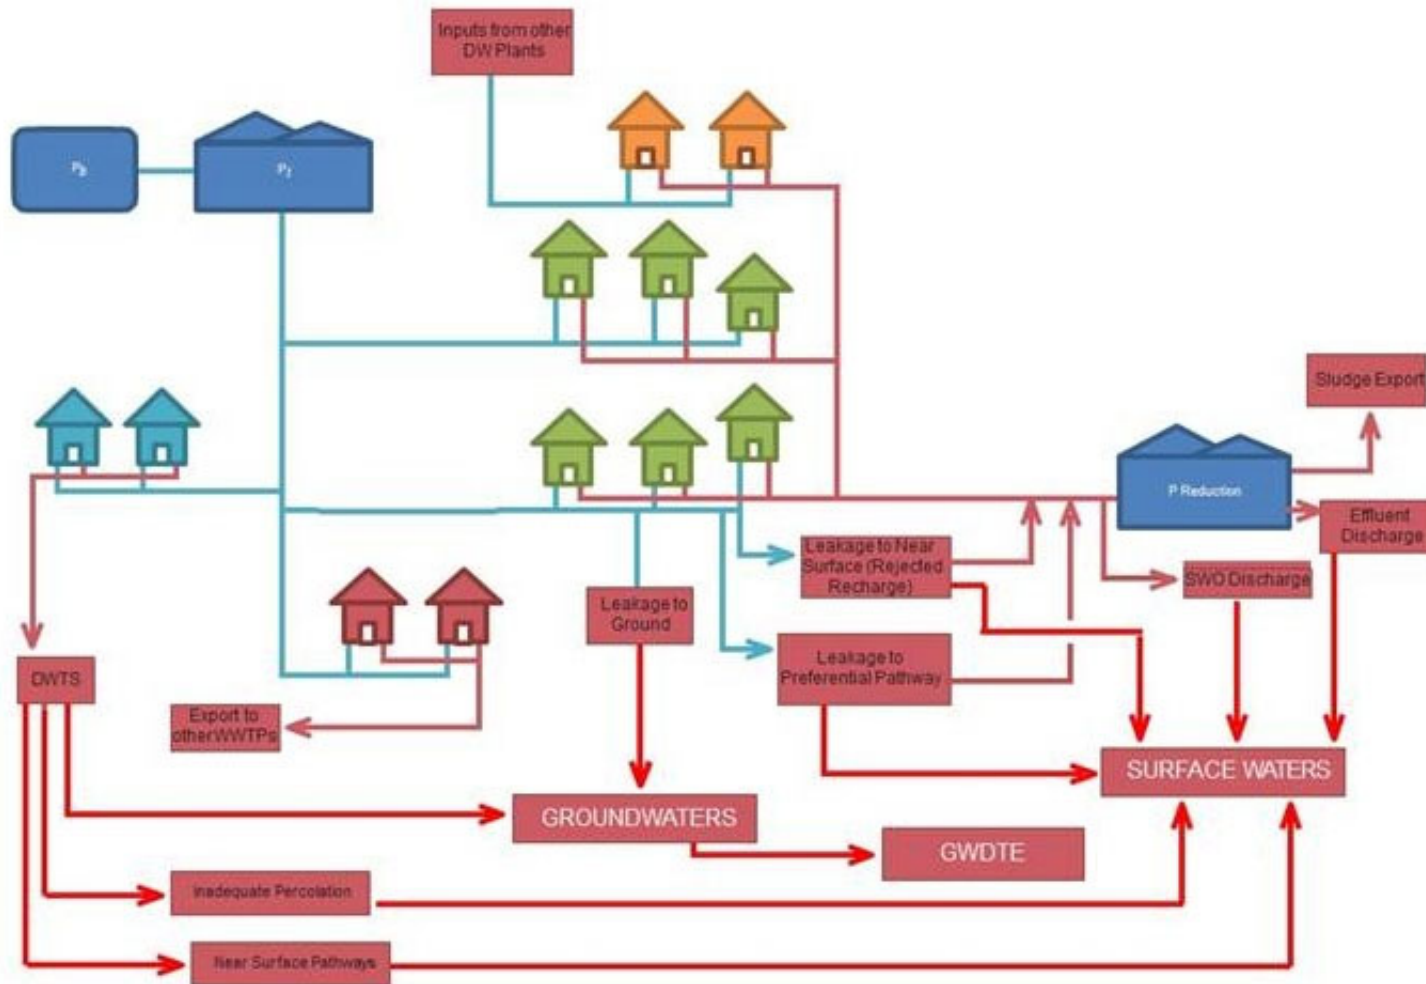 Inputs from other
DW Plants
Pb
Sludge Export
P Reduction
Effluent
Discharge
Leakage to Near
Surface (Rejected
Recharge)
SWO Discharge
Leakage to
Ground
Leakage to
Preferential Pathway
DWTS
Export to
other WWTPs
SURFACE WATERS
GROUNDWATERS
GWDTE
Inadequate Percolation
Near Surface Pathways